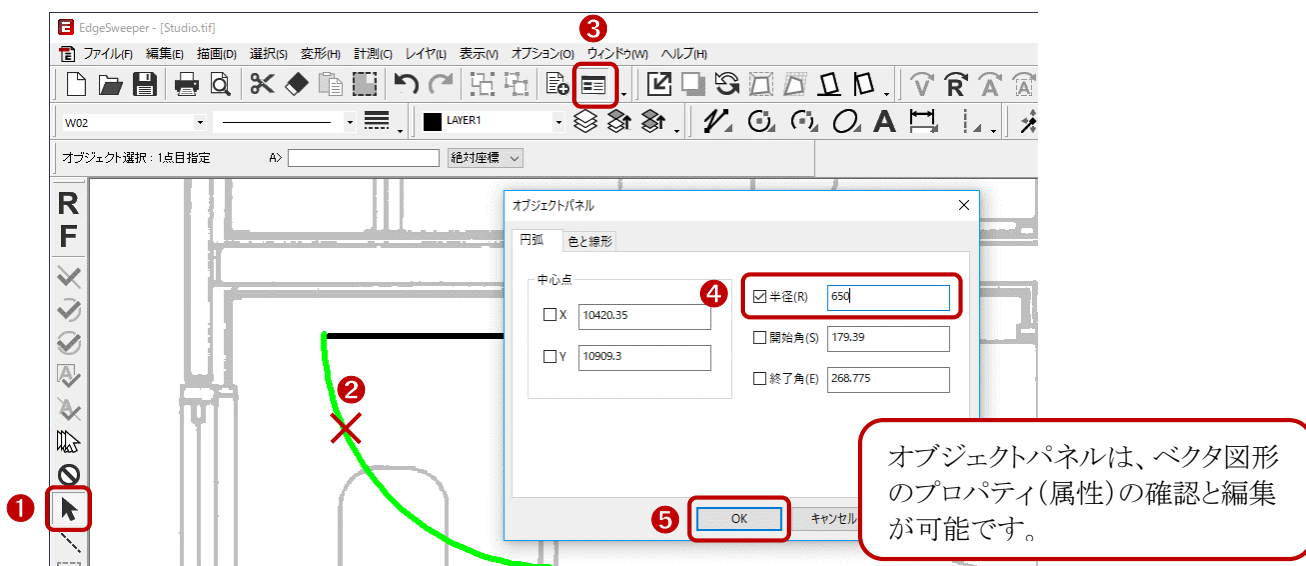 EdgeSweeper - [Studio.tif]
❸
ファイル(F) 編集(E) 描画(D) 選択(S) 変形(H) 計測(C) レイヤ(L) 表示(V) オプション(O) ウィンドウ(W) ヘルプ(H)
V R A A
W02 LAYER1 A
オブジェクト選択：1点目指定 A> 絶対座標
R
F
オブジェクトパネル
円弧 色と線形
中心点
❹
半径(R) 650
X 10420.35
開始角(S) 179.39
Y 10909.3
終了角(E) 268.775
❷
オブジェクトパネルは、ベクタ図形
のプロパティ(属性)の確認と編集
が可能です。
❶
❺
OK キャンセル